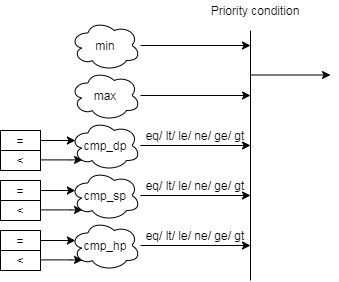 Priority condition
min
max
eq/ lt/ le/ ne/ ge/ gt
=
cmp_dp
<
eq/ lt/ le/ ne/ ge/ gt
=
cmp_sp
<
eq/ lt/ le/ ne/ ge/ gt
=
cmp_hp
<